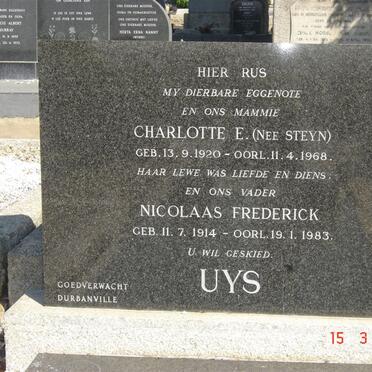 HIER RUS
MY DIERBARE EGGENOTE
EN ONS MAMMIE
CHARLOTTE E. (NEE STEYN)
GEB. 13. 9. 1920 – OORL. 11. 4. 1968.
HAAR LEWE WAS LIEFDE EN DIENS.
EN ONS VADER
NICOLAAS FREDERICK
GEB. 11. 7. 1914 – OORL. 19. 1. 1983.
U WIL GESKIED.
UYS
GOEDVERWACHT
DURBANVILLE
15 3